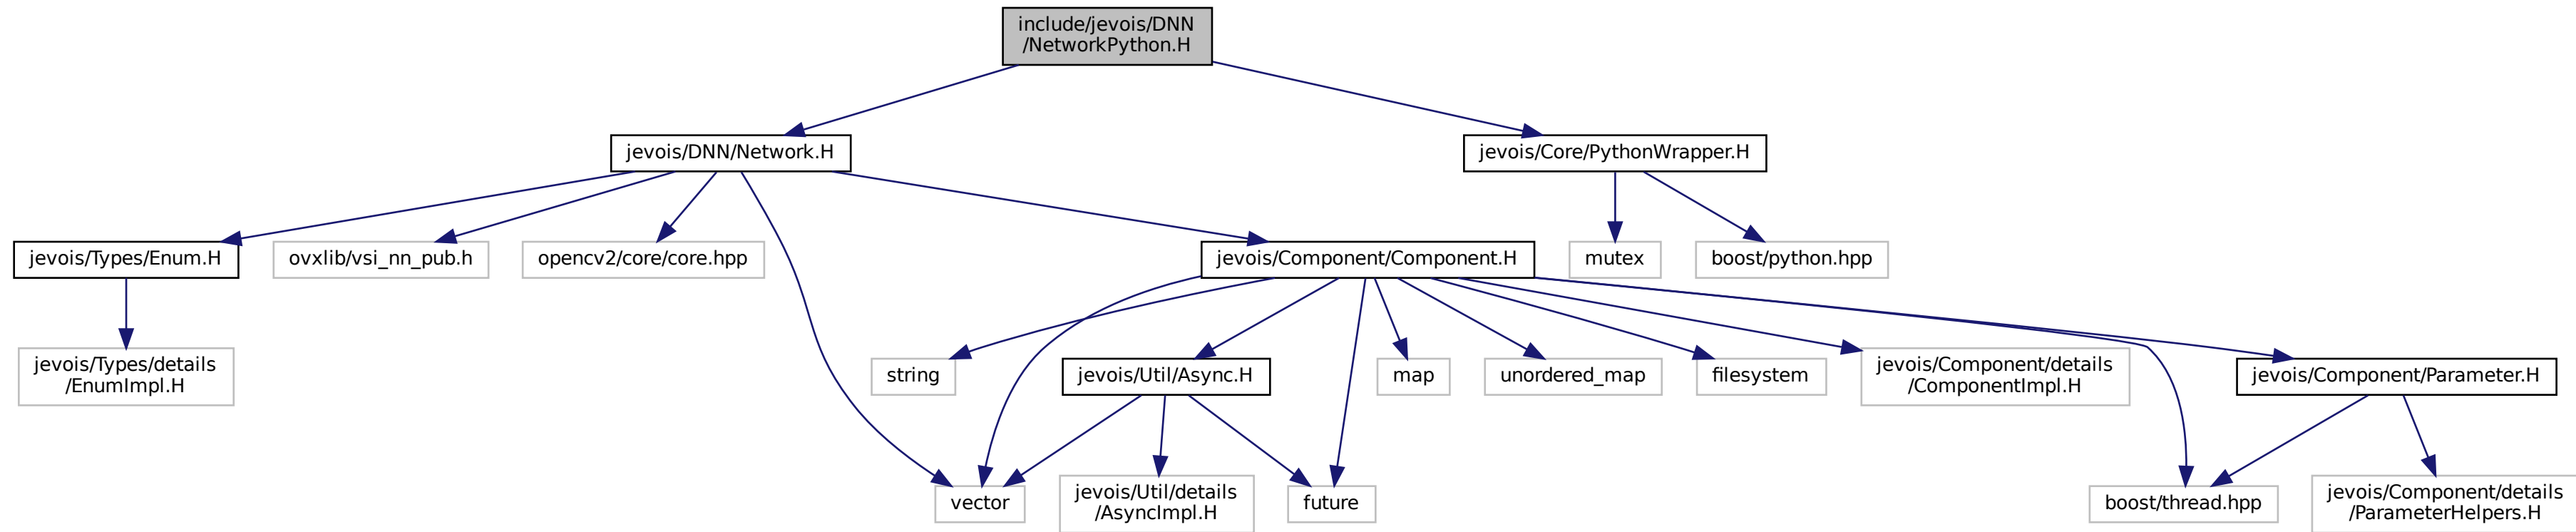 include/jevois/DNN
/NetworkPython.H
jevois/DNN/Network.H
jevois/Core/PythonWrapper.H
jevois/Types/Enum.H
ovxlib/vsi_nn_pub.h
opencv2/core/core.hpp
jevois/Component/Component.H
mutex
boost/python.hpp
jevois/Types/details
/EnumImpl.H
string
jevois/Util/Async.H
map
unordered_map
filesystem
jevois/Component/details
/ComponentImpl.H
jevois/Component/Parameter.H
vector
jevois/Util/details
/AsyncImpl.H
future
boost/thread.hpp
jevois/Component/details
/ParameterHelpers.H